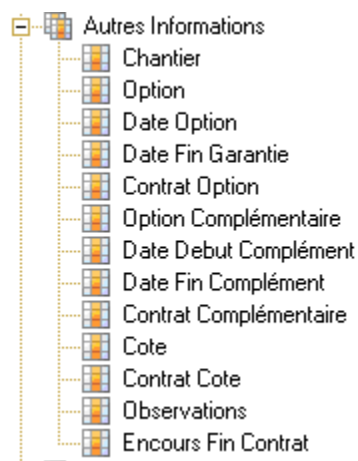 Autres Informations
Chantier
Option
Date Option
Date Fin Garantie
Contrat Option
Option Complémentaire
Date Debut Complément
Date Fin Complément
Contrat Complémentaire
Cote
Contrat Cote
Observations
Encours Fin Contrat